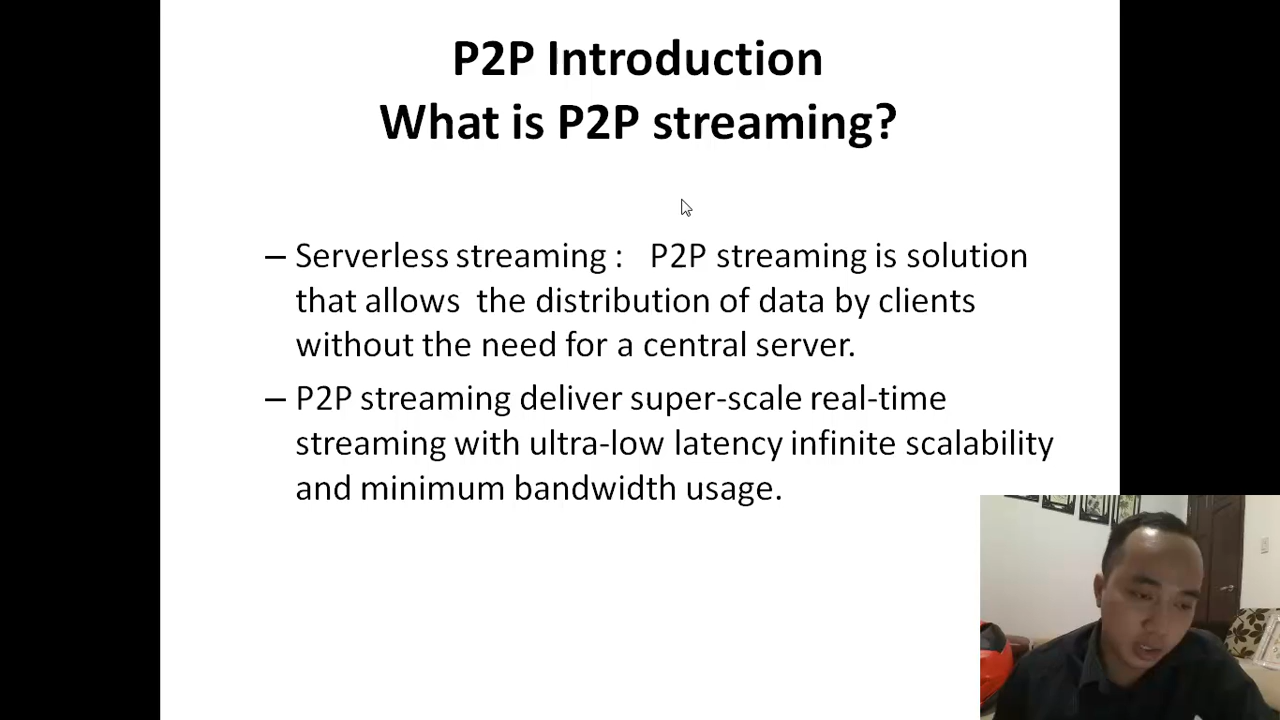 P2P Introduction
What is P2P streaming?
– Serverless streaming :   P2P streaming is solution
that allows  the distribution of data by clients
without the need for a central server.
– P2P streaming deliver super-scale real-time
streaming with ultra-low latency infinite scalability
and minimum bandwidth usage.